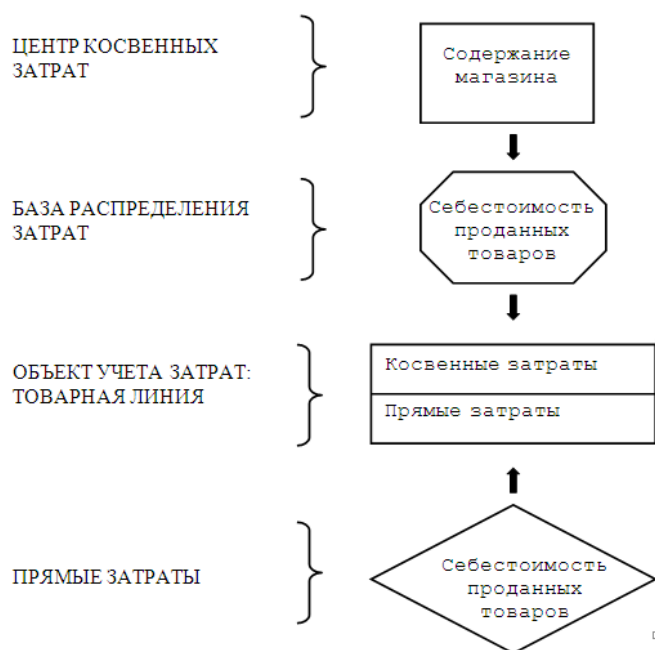 ЦЕНТР КОСВЕННЫХ
ЗАТРАТ
Содержание
магазина
БАЗА РАСПРЕДЕЛЕНИЯ
ЗАТРАТ
Себестоимость
проданных
товаров
ОБЪЕКТ УЧЕТА ЗАТРАТ:
ТОВАРНАЯ ЛИНИЯ
Косвенные затраты
Прямые затраты
ПРЯМЫЕ ЗАТРАТЫ
Себестоимость
проданных
товаров